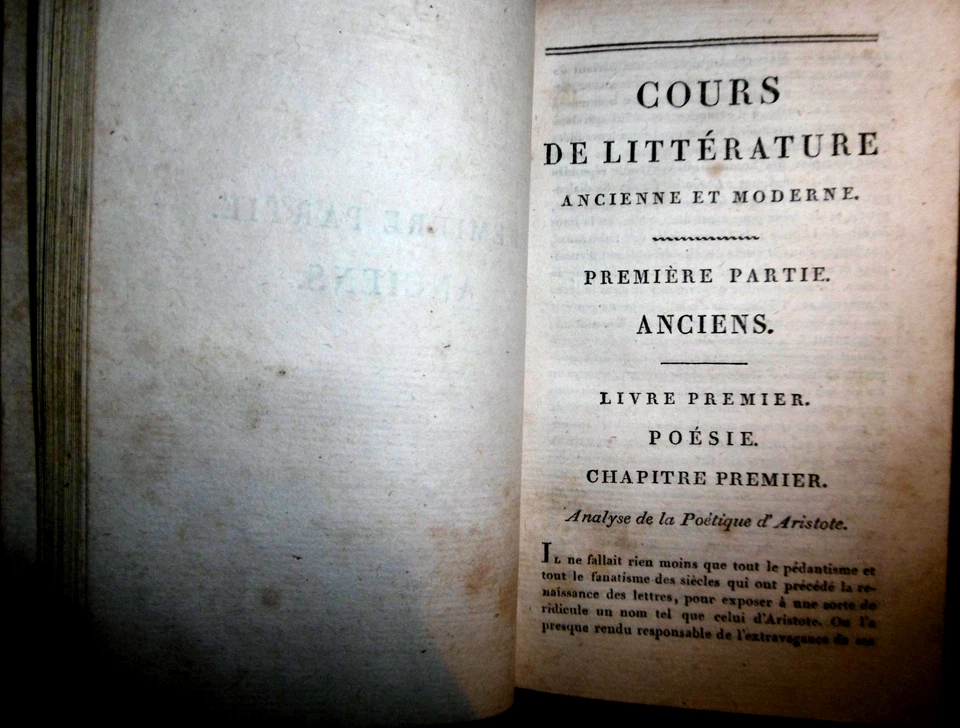 COURS
DE LITTÉRATURE
ANCIENNE ET MODERNE.
PREMIÈRE PARTIE.
ANCIENS.
LIVRE PREMIER.
POÉSIE.
CHAPITRE PREMIER.
Analyse de la Poétique d'Aristote.
IL ne fallait rien moins que tout le pédantisme et
tout le fanatisme des siècles qui ont précédé la re-
naissance des lettres, pour exposer à une sorte de
ridicule un nom tel que celui d'Aristote. On l'a
presque rendu responsable de l'extravagance de ses